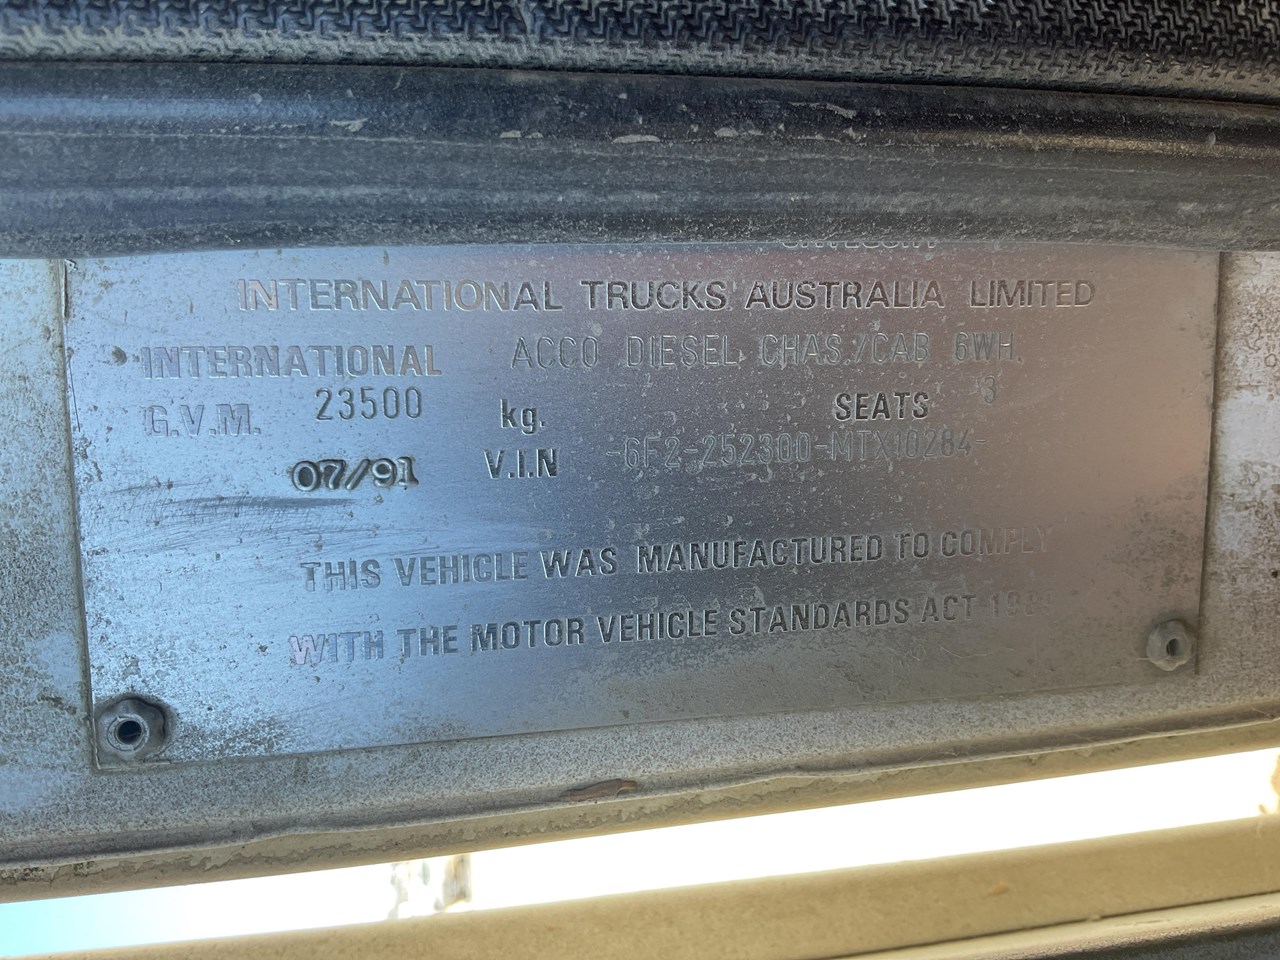 INTERNATIONAL TRUCKS AUSTRALIA LIMITED
INTERNATIONAL ACCO DIESEL CHAS./CAB 6WH.
G.V.M. 23500 kg. SEATS 3
07/91 V.I.N -6F2-252300-MTX10284-
THIS VEHICLE WAS MANUFACTURED TO COMPLY
WITH THE MOTOR VEHICLE STANDARDS ACT 1989